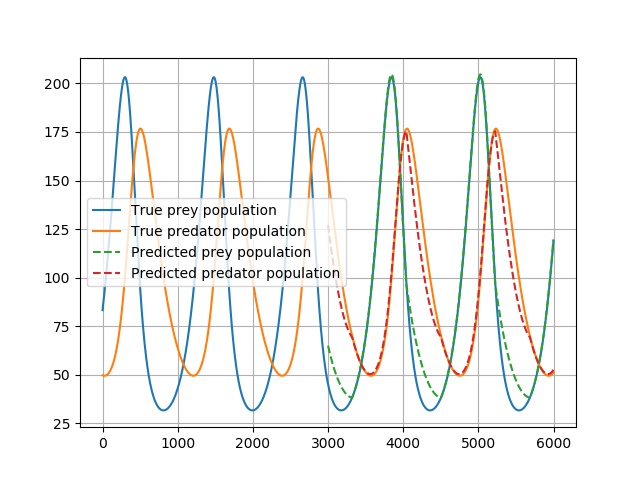 200
175
150
125
100
75
50
25
True prey population
True predator population
Predicted prey population
Predicted predator population
0 1000 2000 3000 4000 5000 6000